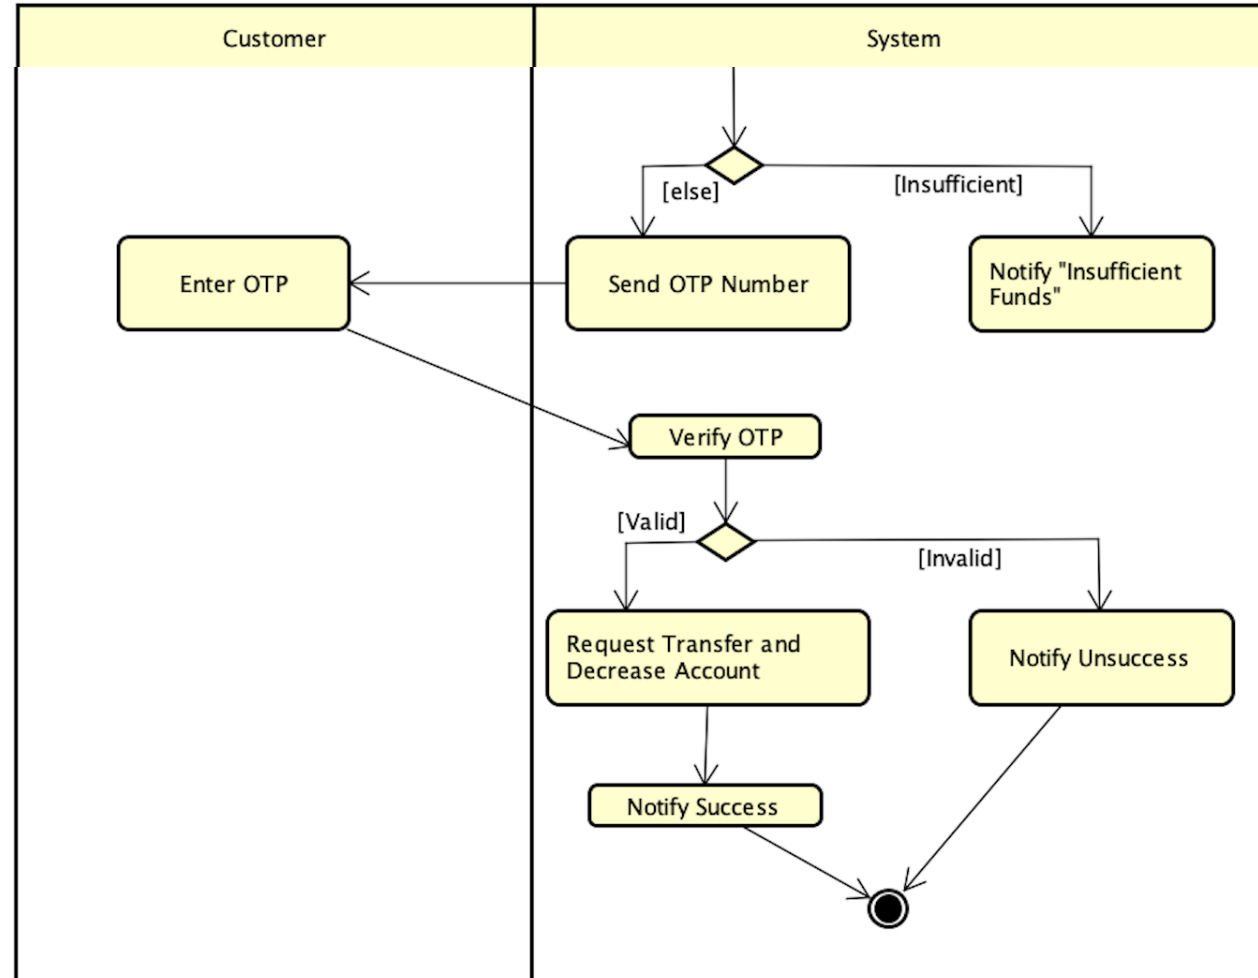 Customer
System
[else]
[Insufficient]
Enter OTP
Send OTP Number
Notify "Insufficient
Funds"
Verify OTP
[Valid]
[Invalid]
Request Transfer and
Decrease Account
Notify Unsuccess
Notify Success